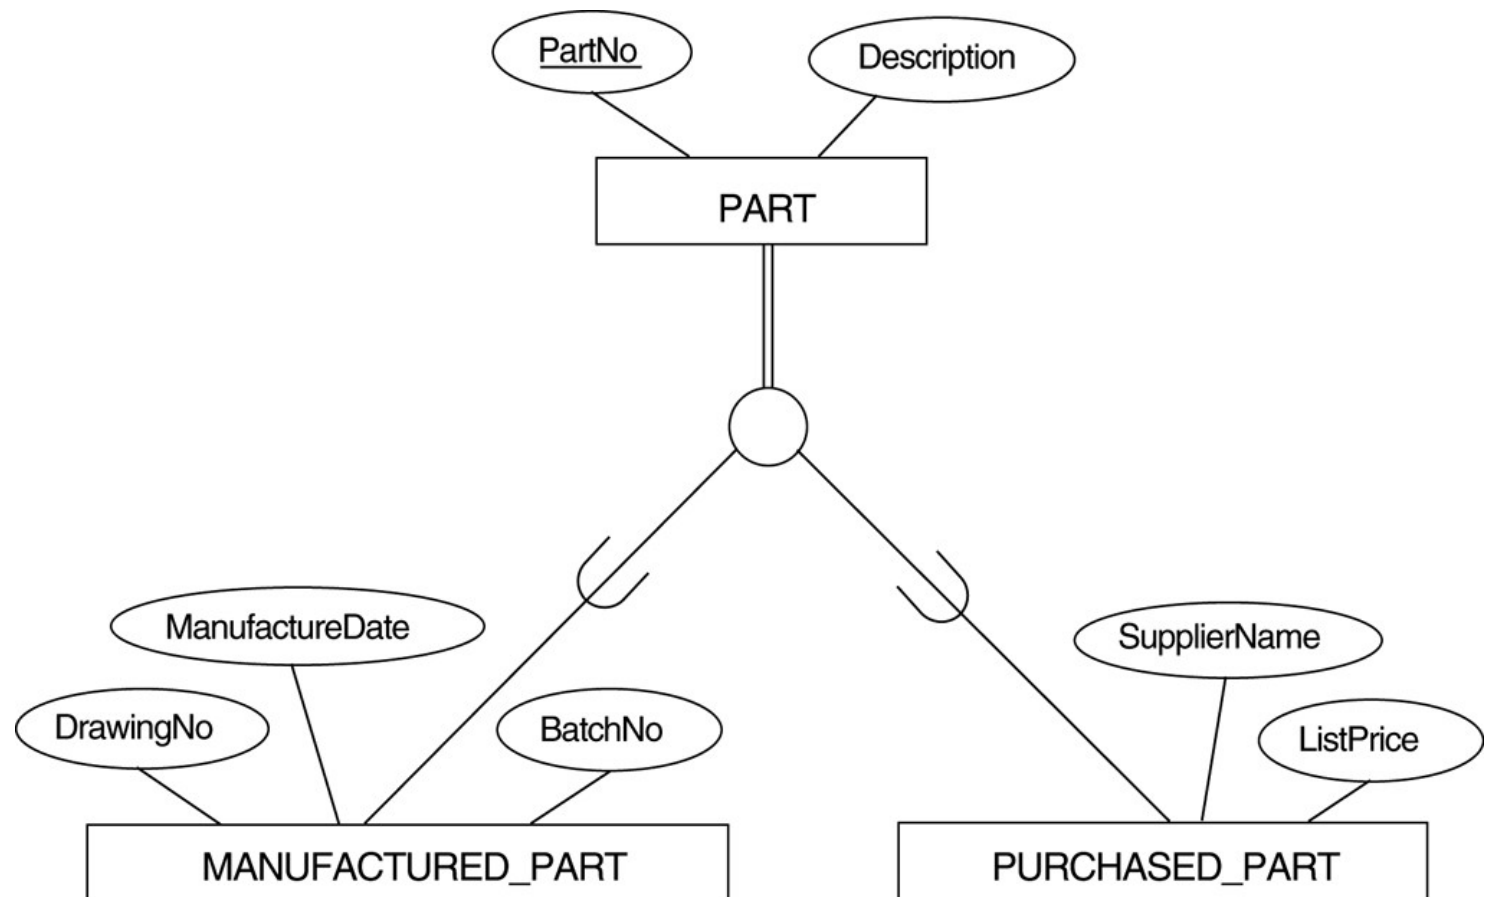 PartNo
Description
PART
ManufactureDate
SupplierName
DrawingNo
BatchNo
ListPrice
MANUFACTURED_PART
PURCHASED_PART